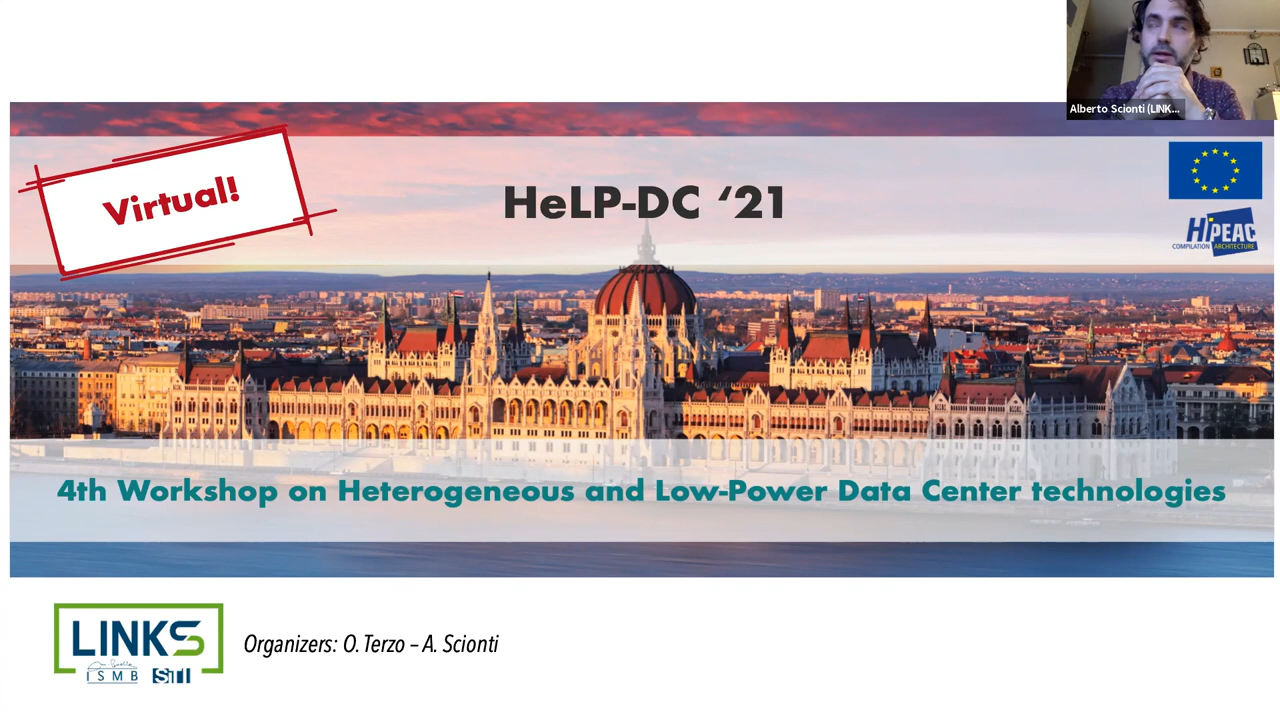 Alberto Scionti (LINK...
Virtual!
HeLP-DC ‘21
HiPEAC
COMPILATION ARCHITECTURE
4th Workshop on Heterogeneous and Low-Power Data Center technologies
LINKS
ISMB STI
Organizers: O. Terzo – A. Scionti